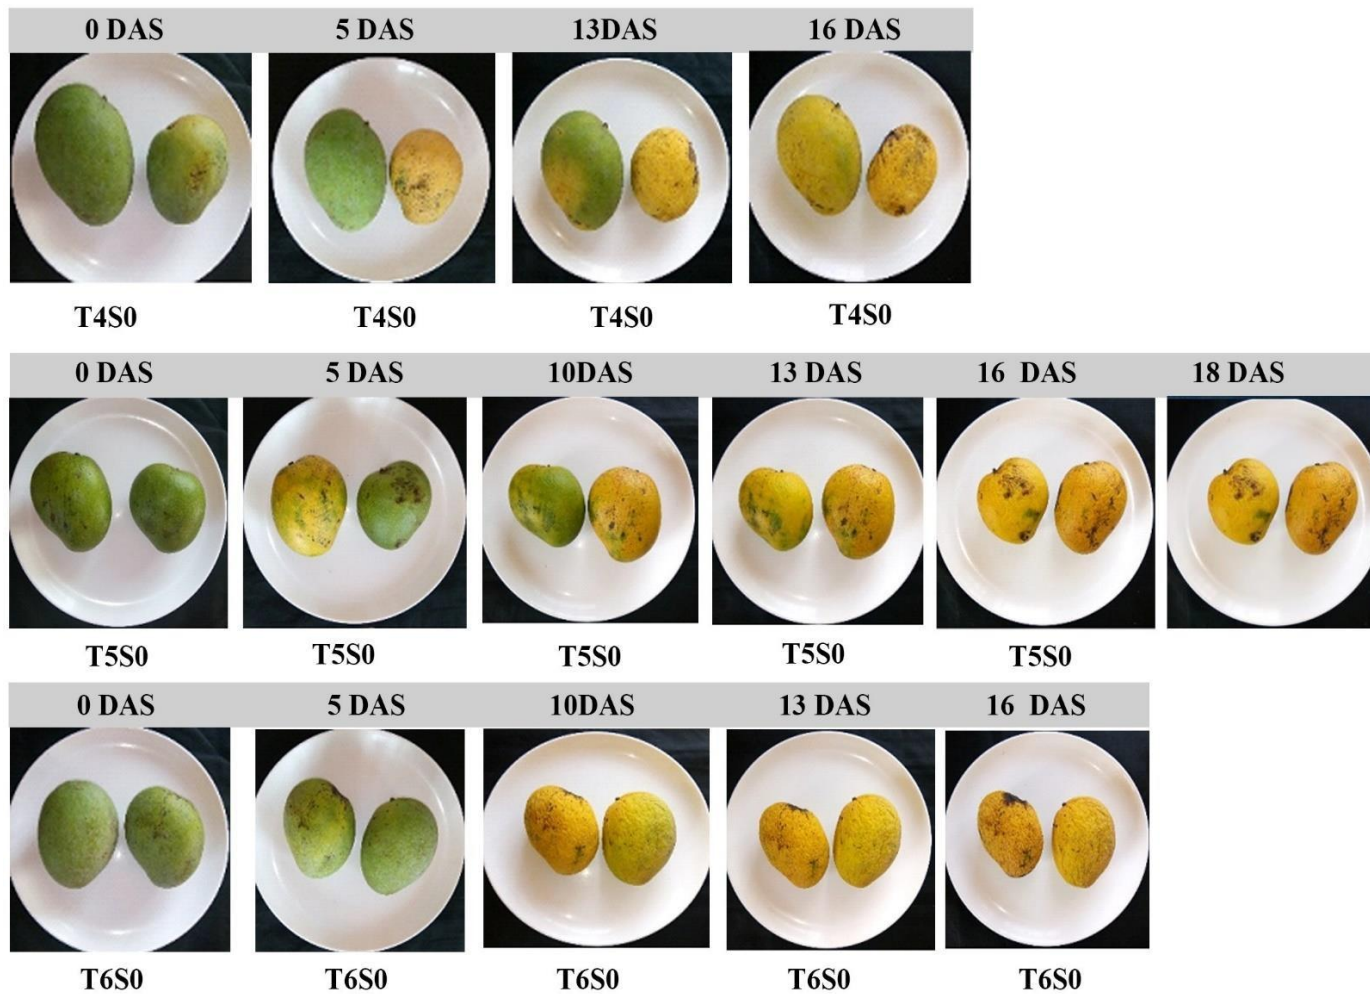 0 DAS 5 DAS 13DAS 16 DAS
T4S0 T4S0 T4S0 T4S0
0 DAS 5 DAS 10DAS 13 DAS 16 DAS 18 DAS
T5S0 T5S0 T5S0 T5S0 T5S0
0 DAS 5 DAS 10DAS 13 DAS 16 DAS
T6S0 T6S0 T6S0 T6S0 T6S0